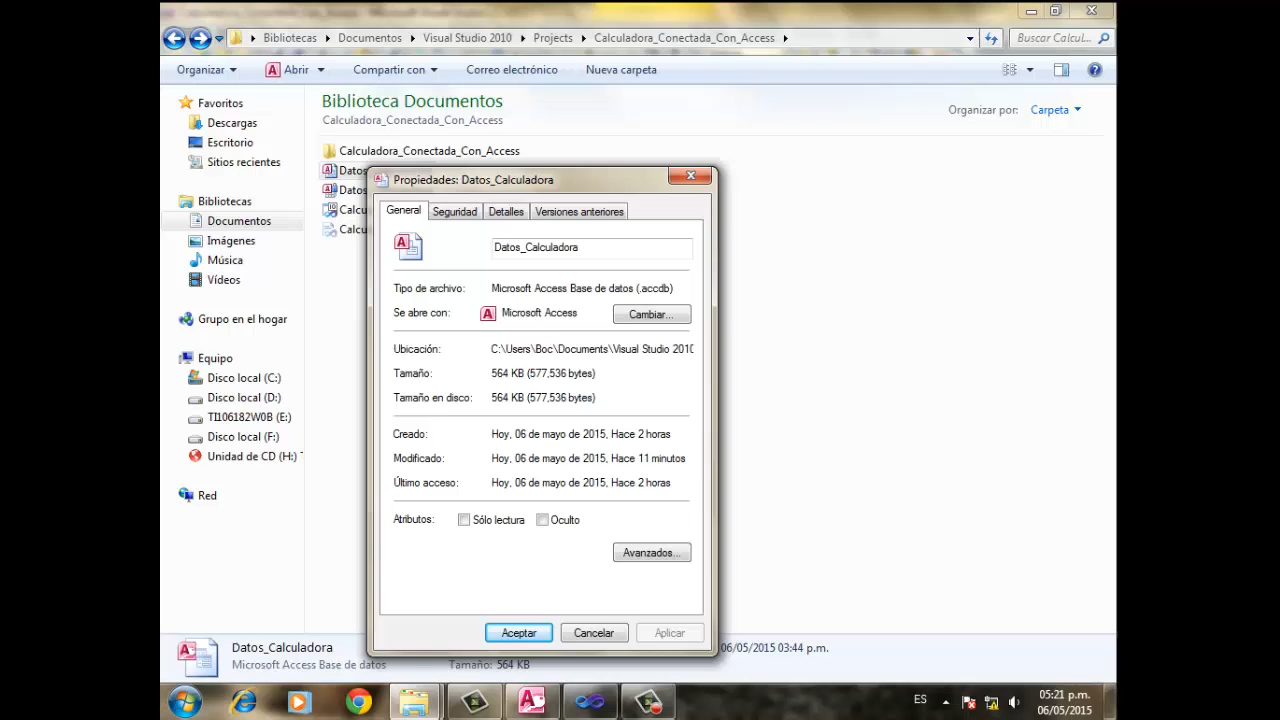 Bibliotecas
Documentos
Visual Studio 2010
Projects
Calculadora_Conectada_Con_Access
Buscar Calcul...
Organizar
Abrir
Compartir con
Correo electrónico
Nueva carpeta
Favoritos
Descargas
Escritorio
Sitios recientes
Bibliotecas
Documentos
Imágenes
Música
Vídeos
Grupo en el hogar
Equipo
Disco local (C:)
Disco local (D:)
TI106182W0B (E:)
Disco local (F:)
Unidad de CD (H:)
Red
Biblioteca Documentos
Calculadora_Conectada_Con_Access
Organizar por: Carpeta
Calculadora_Conectada_Con_Access
Datos
Datos
Calcu
Calcu
Propiedades: Datos_Calculadora
General Seguridad Detalles Versiones anteriores
Datos_Calculadora
Tipo de archivo: Microsoft Access Base de datos (.accdb)
Se abre con: Microsoft Access Cambiar...
Ubicación: C:\Users\Boc\Documents\Visual Studio 2010
Tamaño: 564 KB (577,536 bytes)
Tamaño en disco: 564 KB (577,536 bytes)
Creado: Hoy, 06 de mayo de 2015, Hace 2 horas
Modificado: Hoy, 06 de mayo de 2015, Hace 11 minutos
Último acceso: Hoy, 06 de mayo de 2015, Hace 2 horas
Atributos: Sólo lectura Oculto
Avanzados...
Aceptar Cancelar Aplicar
Datos_Calculadora
06/05/2015 03:44 p.m.
Microsoft Access Base de datos
Tamaño: 564 KB
ES
05:21 p.m.
06/05/2015